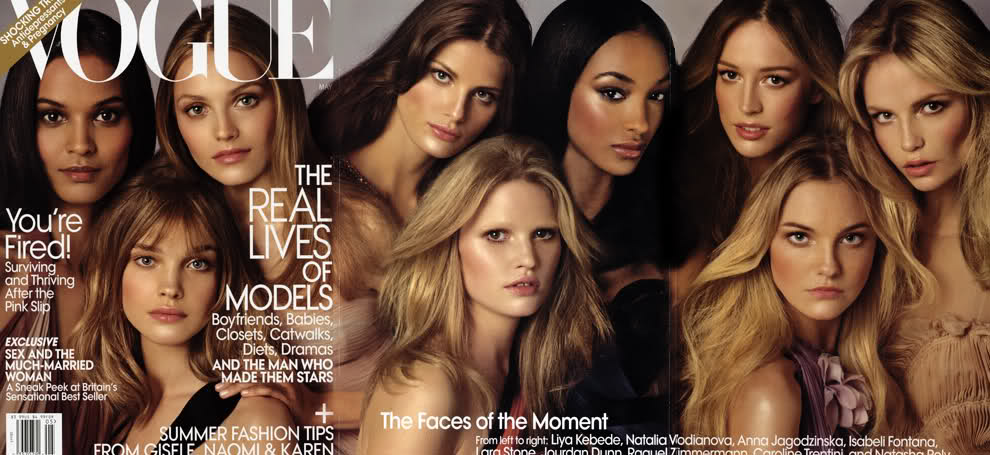 SHOCKING TR
Antidepressants
& Pregnancy
VOGUE
MAY
THE
REAL
LIVES
OF
MODELS
Boyfriends, Babies,
Closets, Catwalks,
Diets, Dramas
AND THE MAN WHO
MADE THEM STARS
You're
Fired!
Surviving
and Thriving
After the
Pink Slip
EXCLUSIVE
SEX AND THE
MUCH-MARRIED
WOMAN
A Sneak Peek at Britain's
Sensational Best Seller
+
SUMMER FASHION TIPS
FROM GISELE, NAOMI & KAREN
The Faces of the Moment
From left to right: Liya Kebede, Natalia Vodianova, Anna Jagodzinska, Isabeli Fontana,
Lara Stone, Jourdan Dunn, Raquel Zimmermann, Caroline Trentini, and Natasha Poly